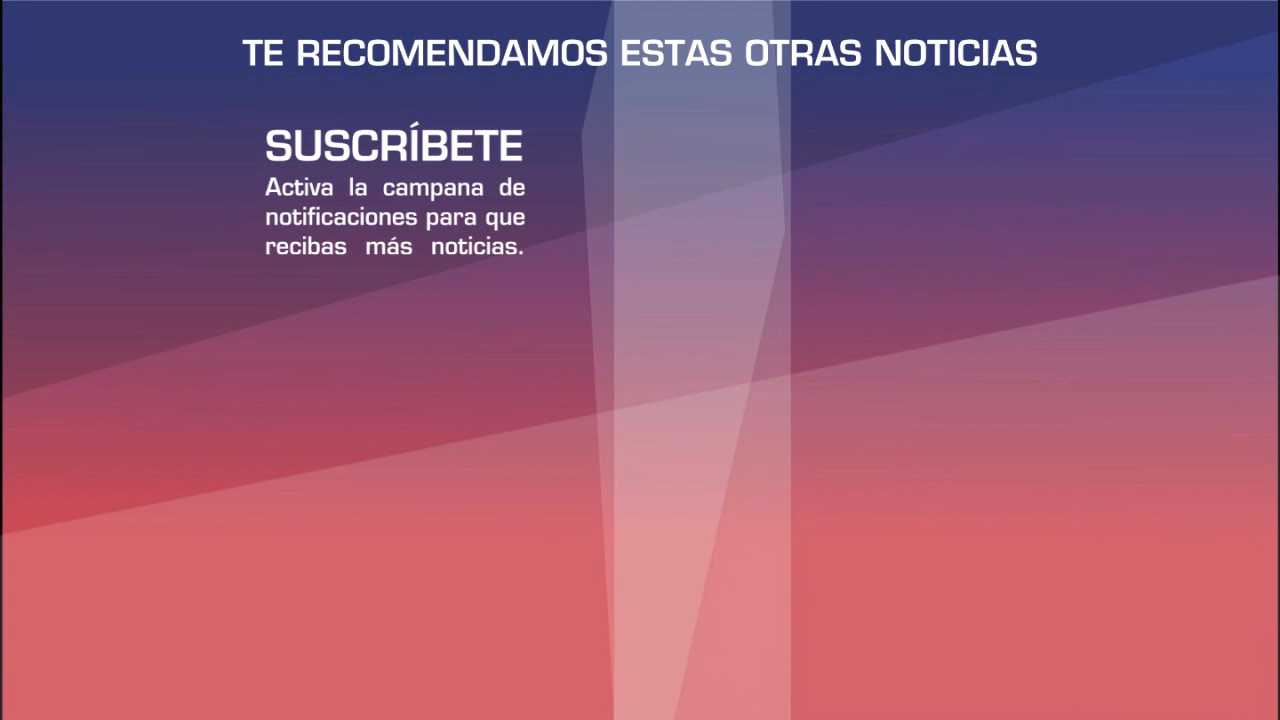 TE RECOMENDAMOS ESTAS OTRAS NOTICIAS
SUSCRÍBETE
Activa la campana de
notificaciones para que
recibas más noticias.